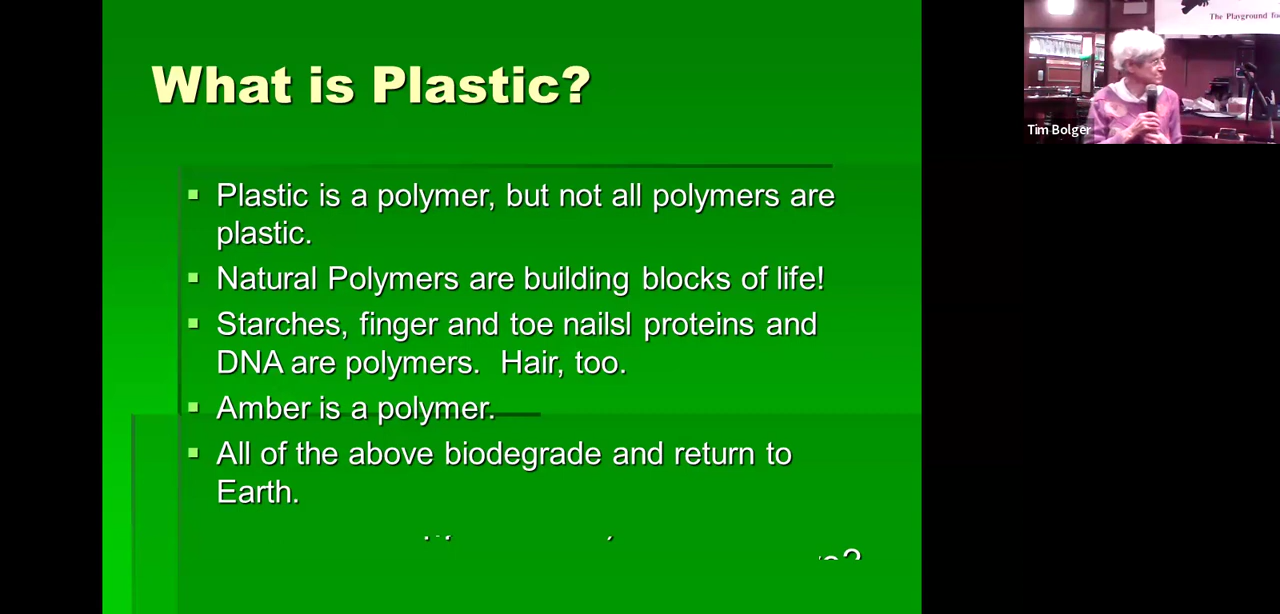 What is Plastic?
Plastic is a polymer, but not all polymers are
plastic.
Natural Polymers are building blocks of life!
Starches, finger and toe nailsl proteins and
DNA are polymers. Hair, too.
Amber is a polymer.
All of the above biodegrade and return to
Earth.
The Playground
Tim Bolger